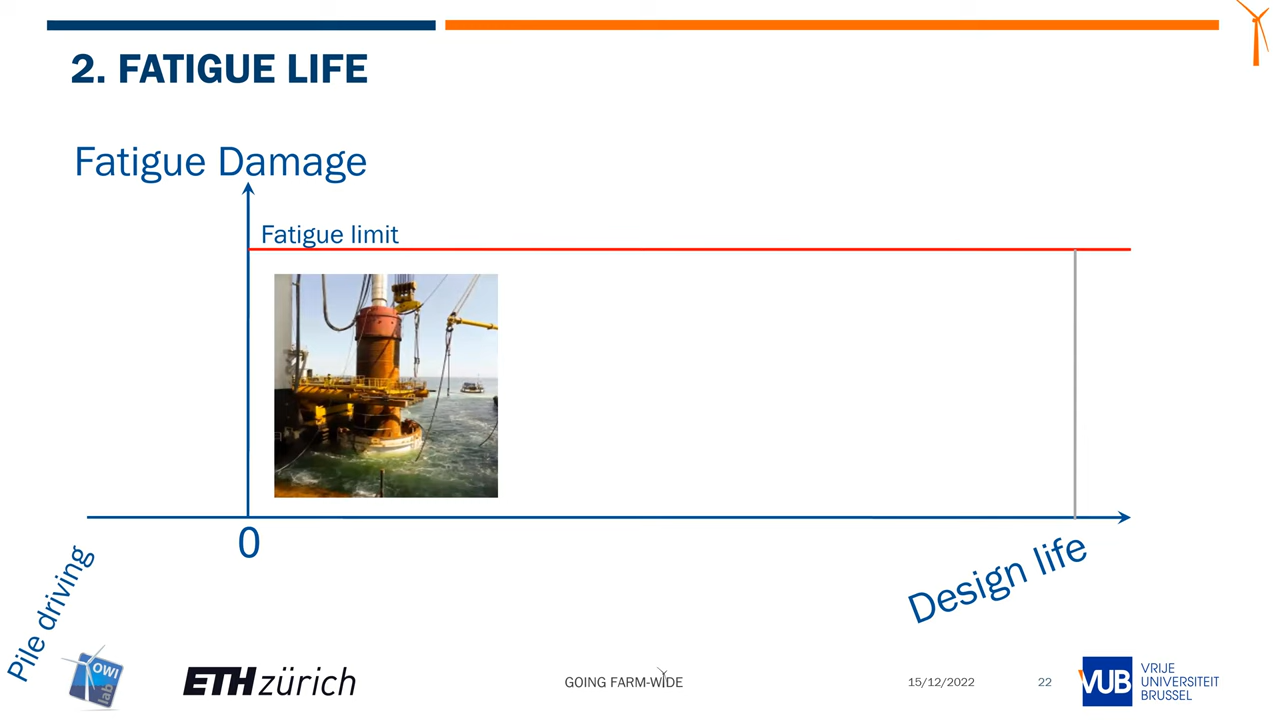 2. FATIGUE LIFE
Fatigue Damage
Fatigue limit
0
Pile driving
Design life
OWI
lab
ETH zürich
GOING FARM-WIDE
15/12/2022
22
VUB
VRIJE
UNIVERSITEIT
BRUSSEL